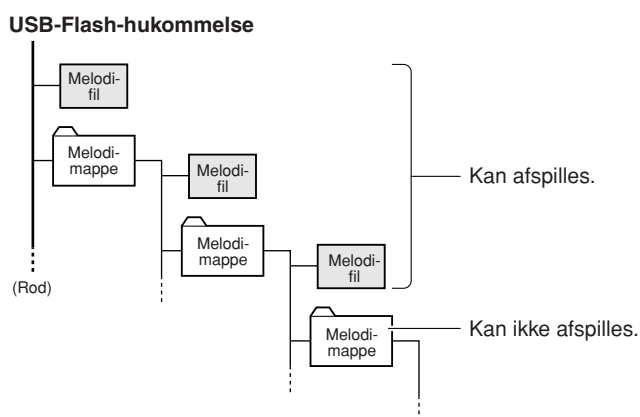 USB-Flash-hukommelse
Melodi-
fil
Melodi-
mappe
Melodi-
fil
Kan afspilles.
Melodi-
mappe
Melodi-
fil
(Rod)
Melodi-
mappe
Kan ikke afspilles.